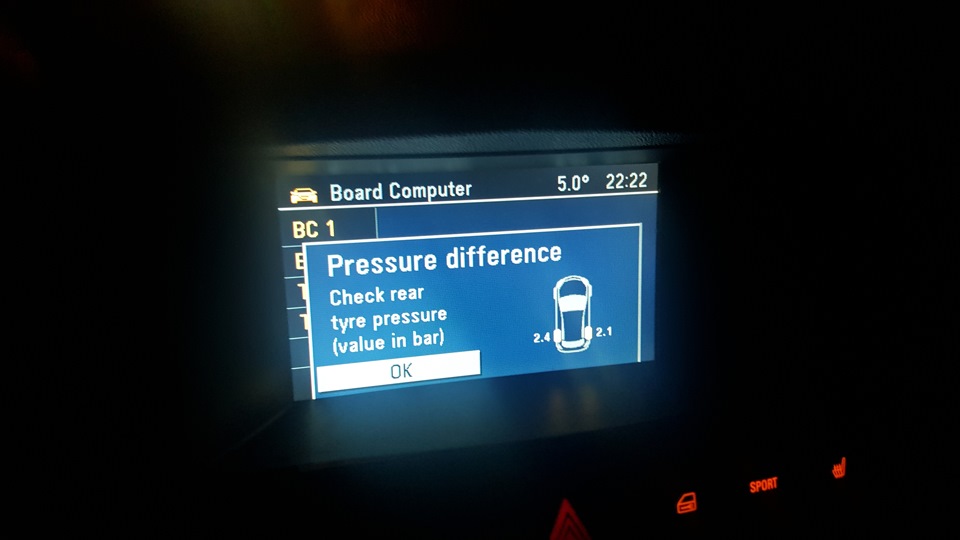 Board Computer 5.0° 22:22
BC 1
Pressure difference
Check rear
tyre pressure
(value in bar)
2.4 2.1
OK
SPORT